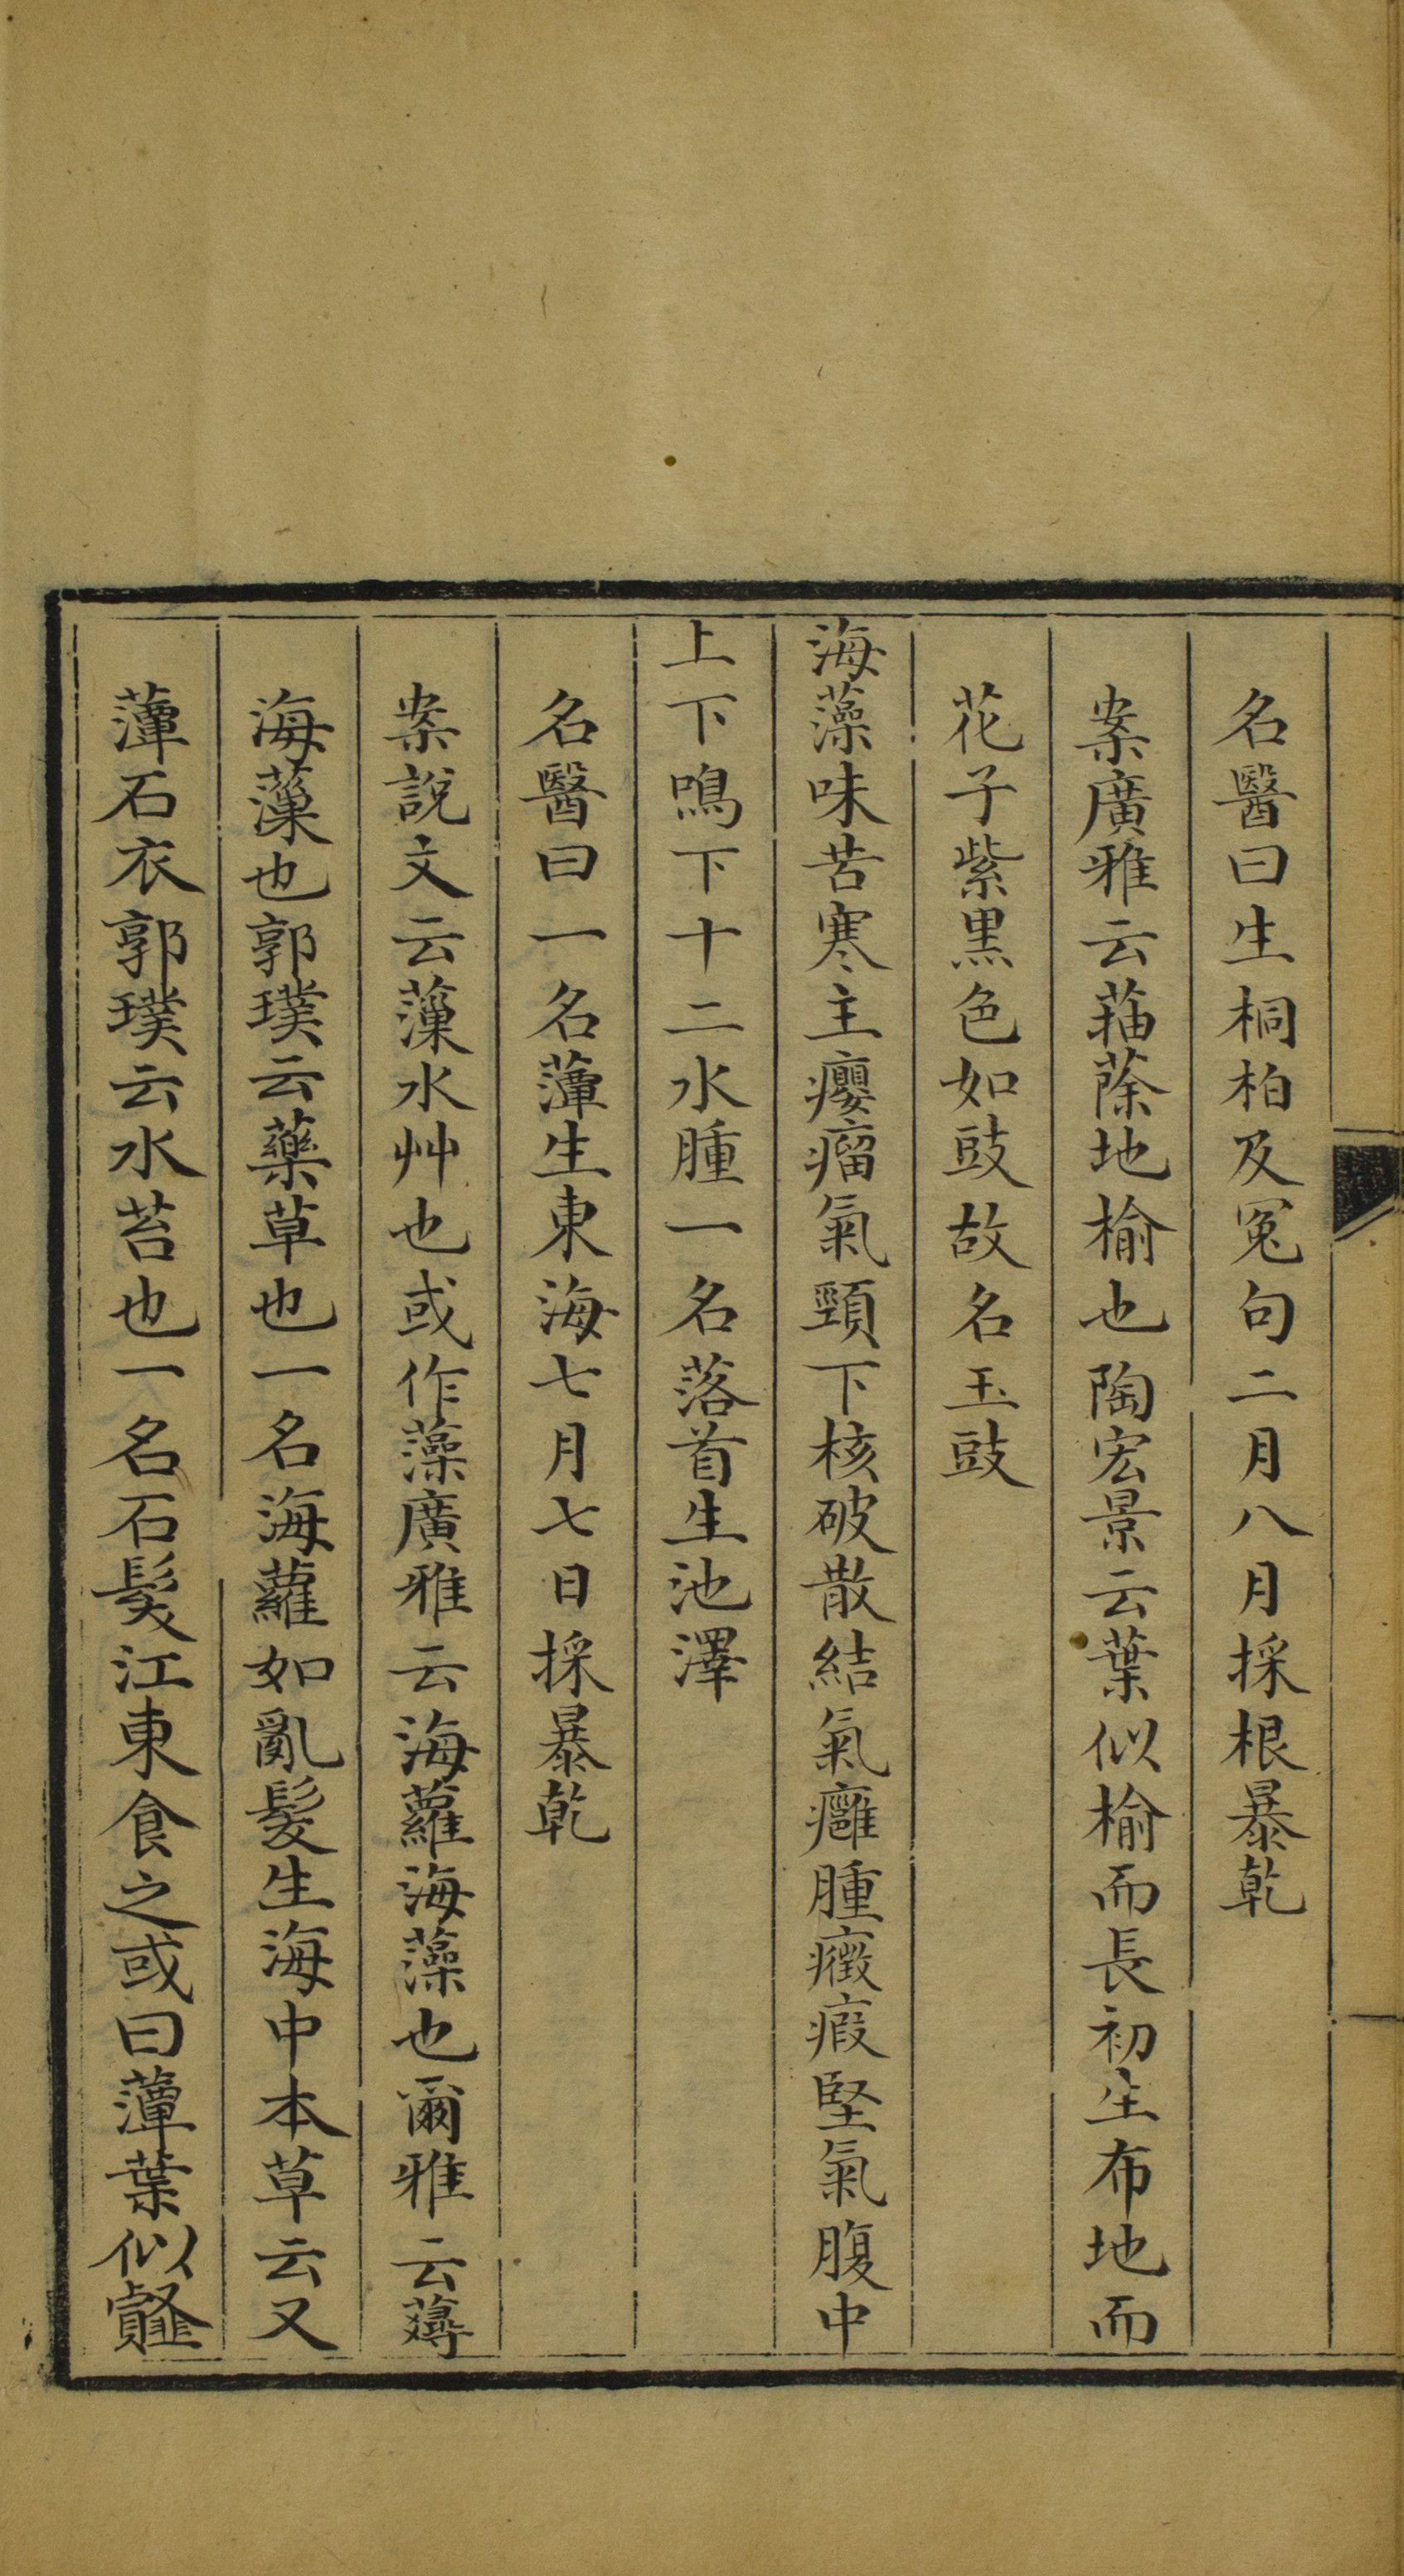 名醫曰生桐柏及冤句二月八月採根暴乾
案廣雅云蒩蒢地榆也陶宏景云葉似榆而長初生布地而
花子紫黑色如豉故名玉豉
海藻味苦寒主癭瘤氣頸下核破散結氣癰腫癥瘕堅氣腹中
上下鳴下十二水腫一名落首生池澤
名醫曰一名藫生東海七月七日採暴乾
案說文云薻水艸也或作藻廣雅云海蘿海藻也爾雅云薚
海薻也郭璞云藥草也一名海蘿如亂髮生海中本草云又
藫石衣郭璞云水苔也一名石髮江東食之或曰藫葉似䪥